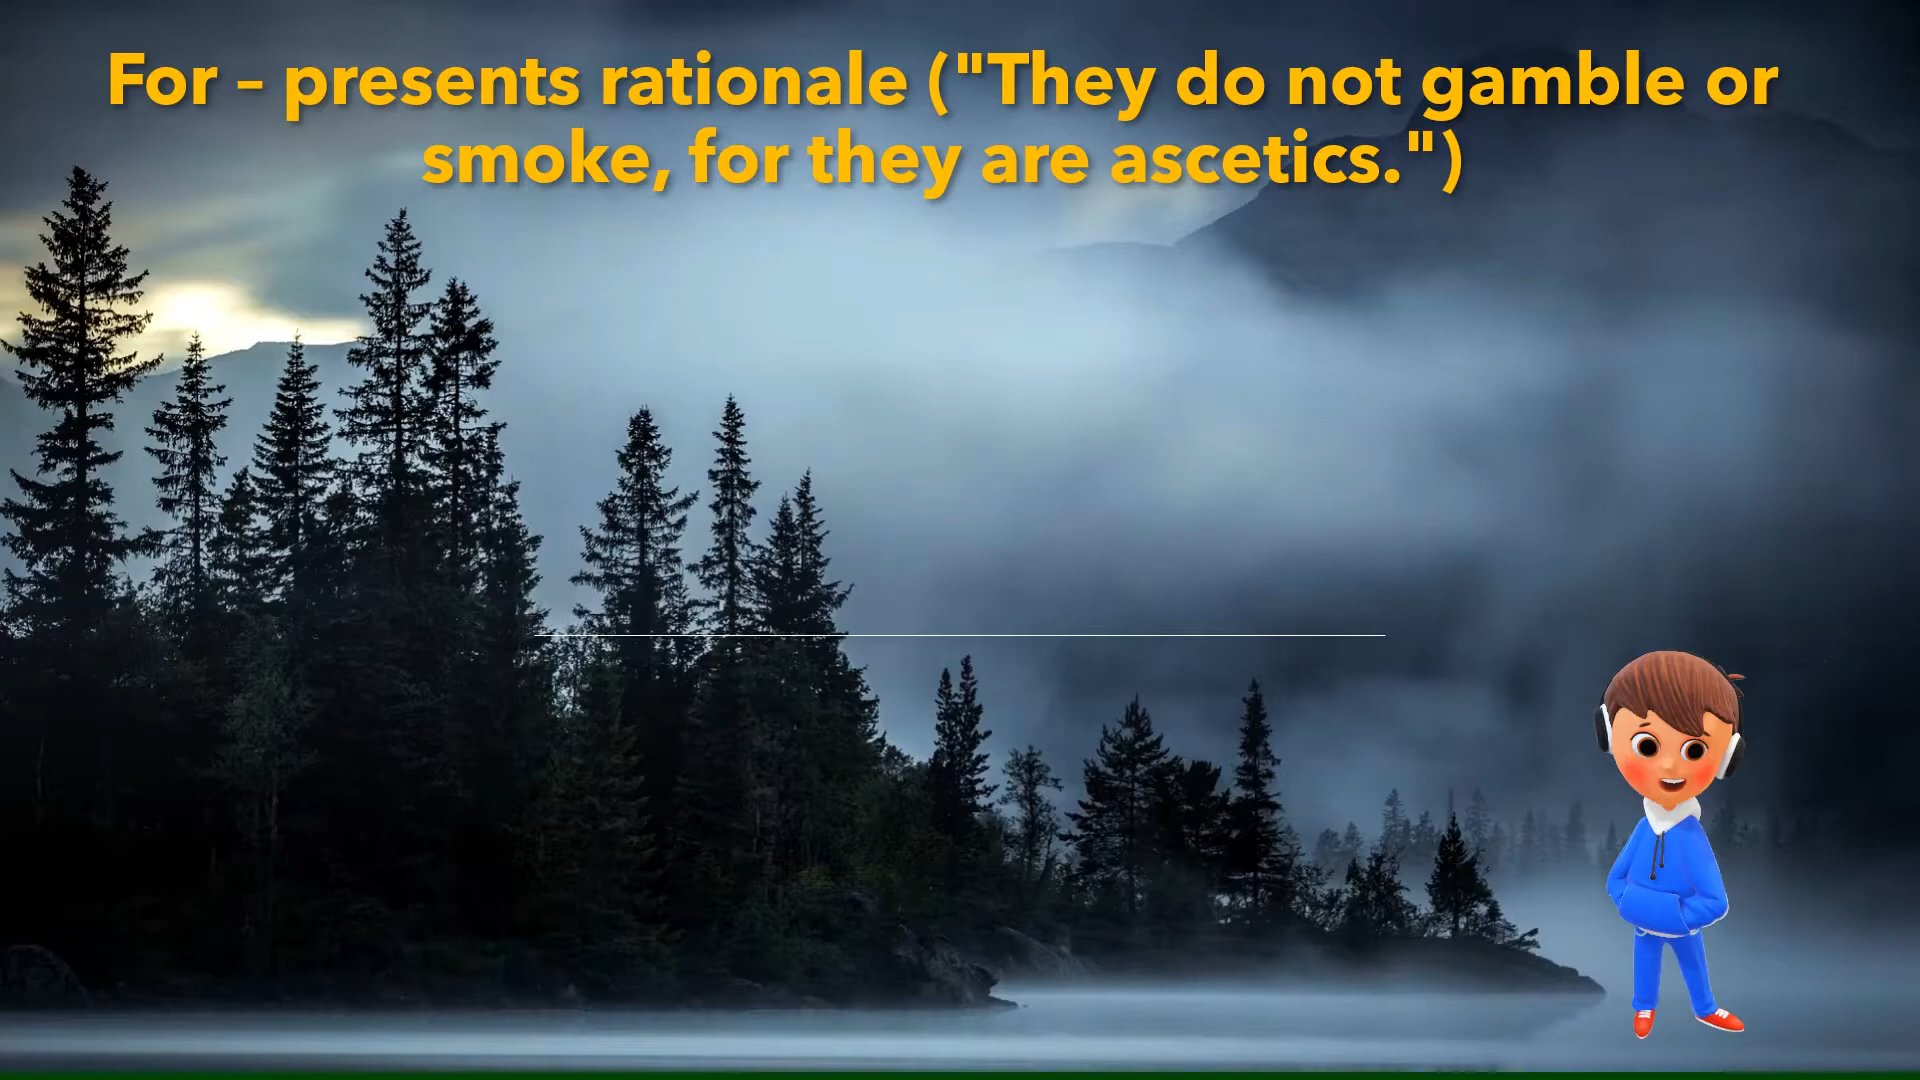 For – presents rationale ("They do not gamble or
smoke, for they are ascetics.")